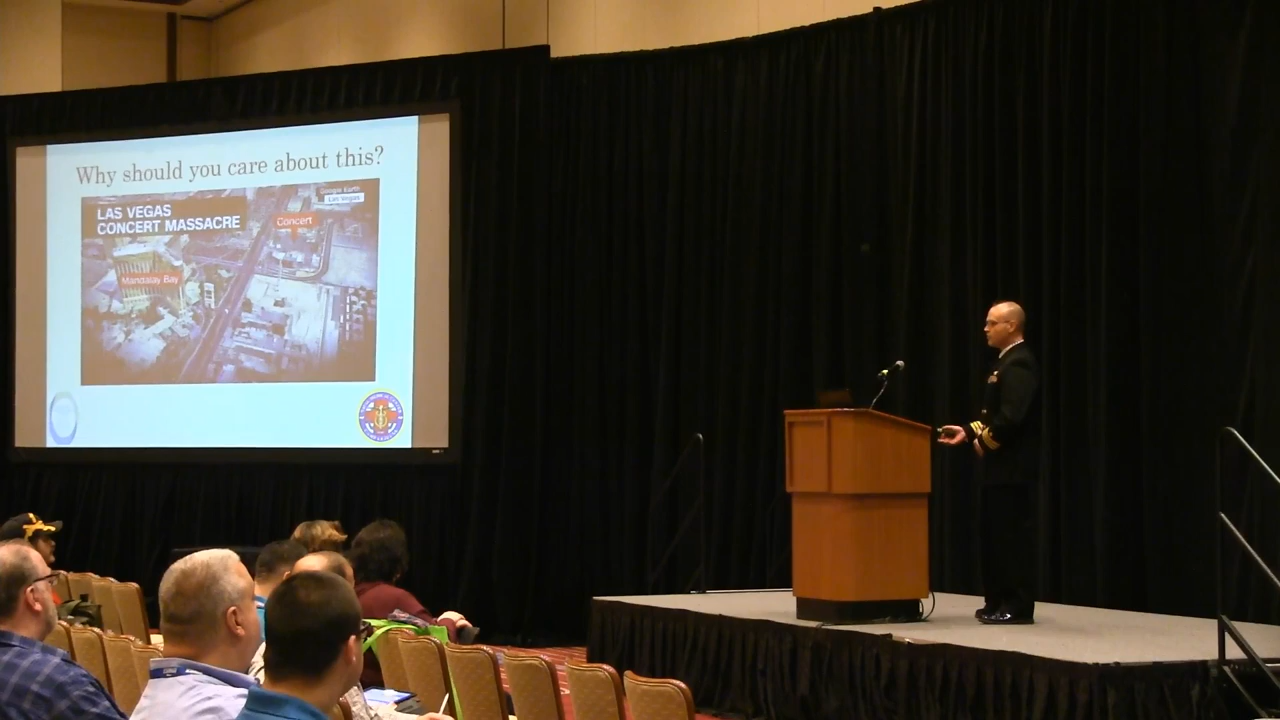 Why should you care about this?
Google Earth
Las Vegas
LAS VEGAS
CONCERT MASSACRE
Concert
Mandalay Bay